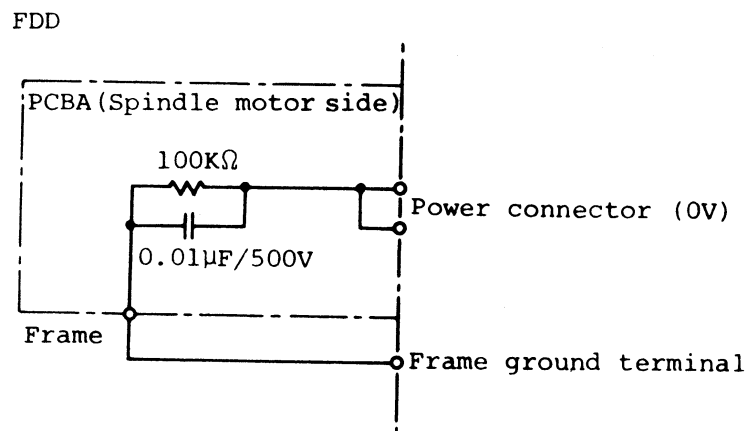 FDD
PCBA(Spindle motor side)
100KΩ
Power connector (0V)
0.01µF/500V
Frame
Frame ground terminal